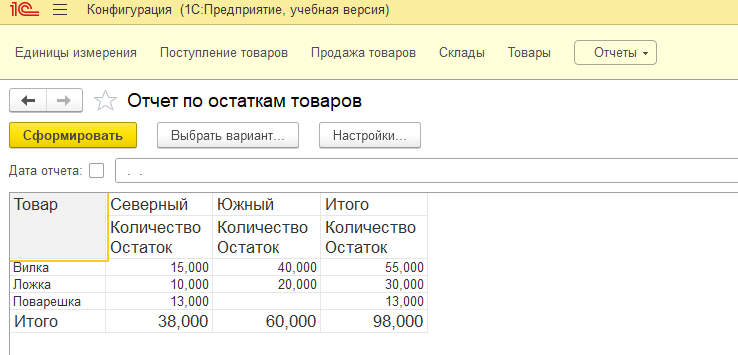 1С Конфигурация (1С:Предприятие, учебная версия)
Единицы измерения Поступление товаров Продажа товаров Склады Товары Отчеты
Отчет по остаткам товаров
Сформировать Выбрать вариант... Настройки...
Дата отчета: . .
Товар Северный Южный Итого
Количество Количество Количество
Остаток Остаток Остаток
Вилка 15,000 40,000 55,000
Ложка 10,000 20,000 30,000
Поварешка 13,000 13,000
Итого 38,000 60,000 98,000